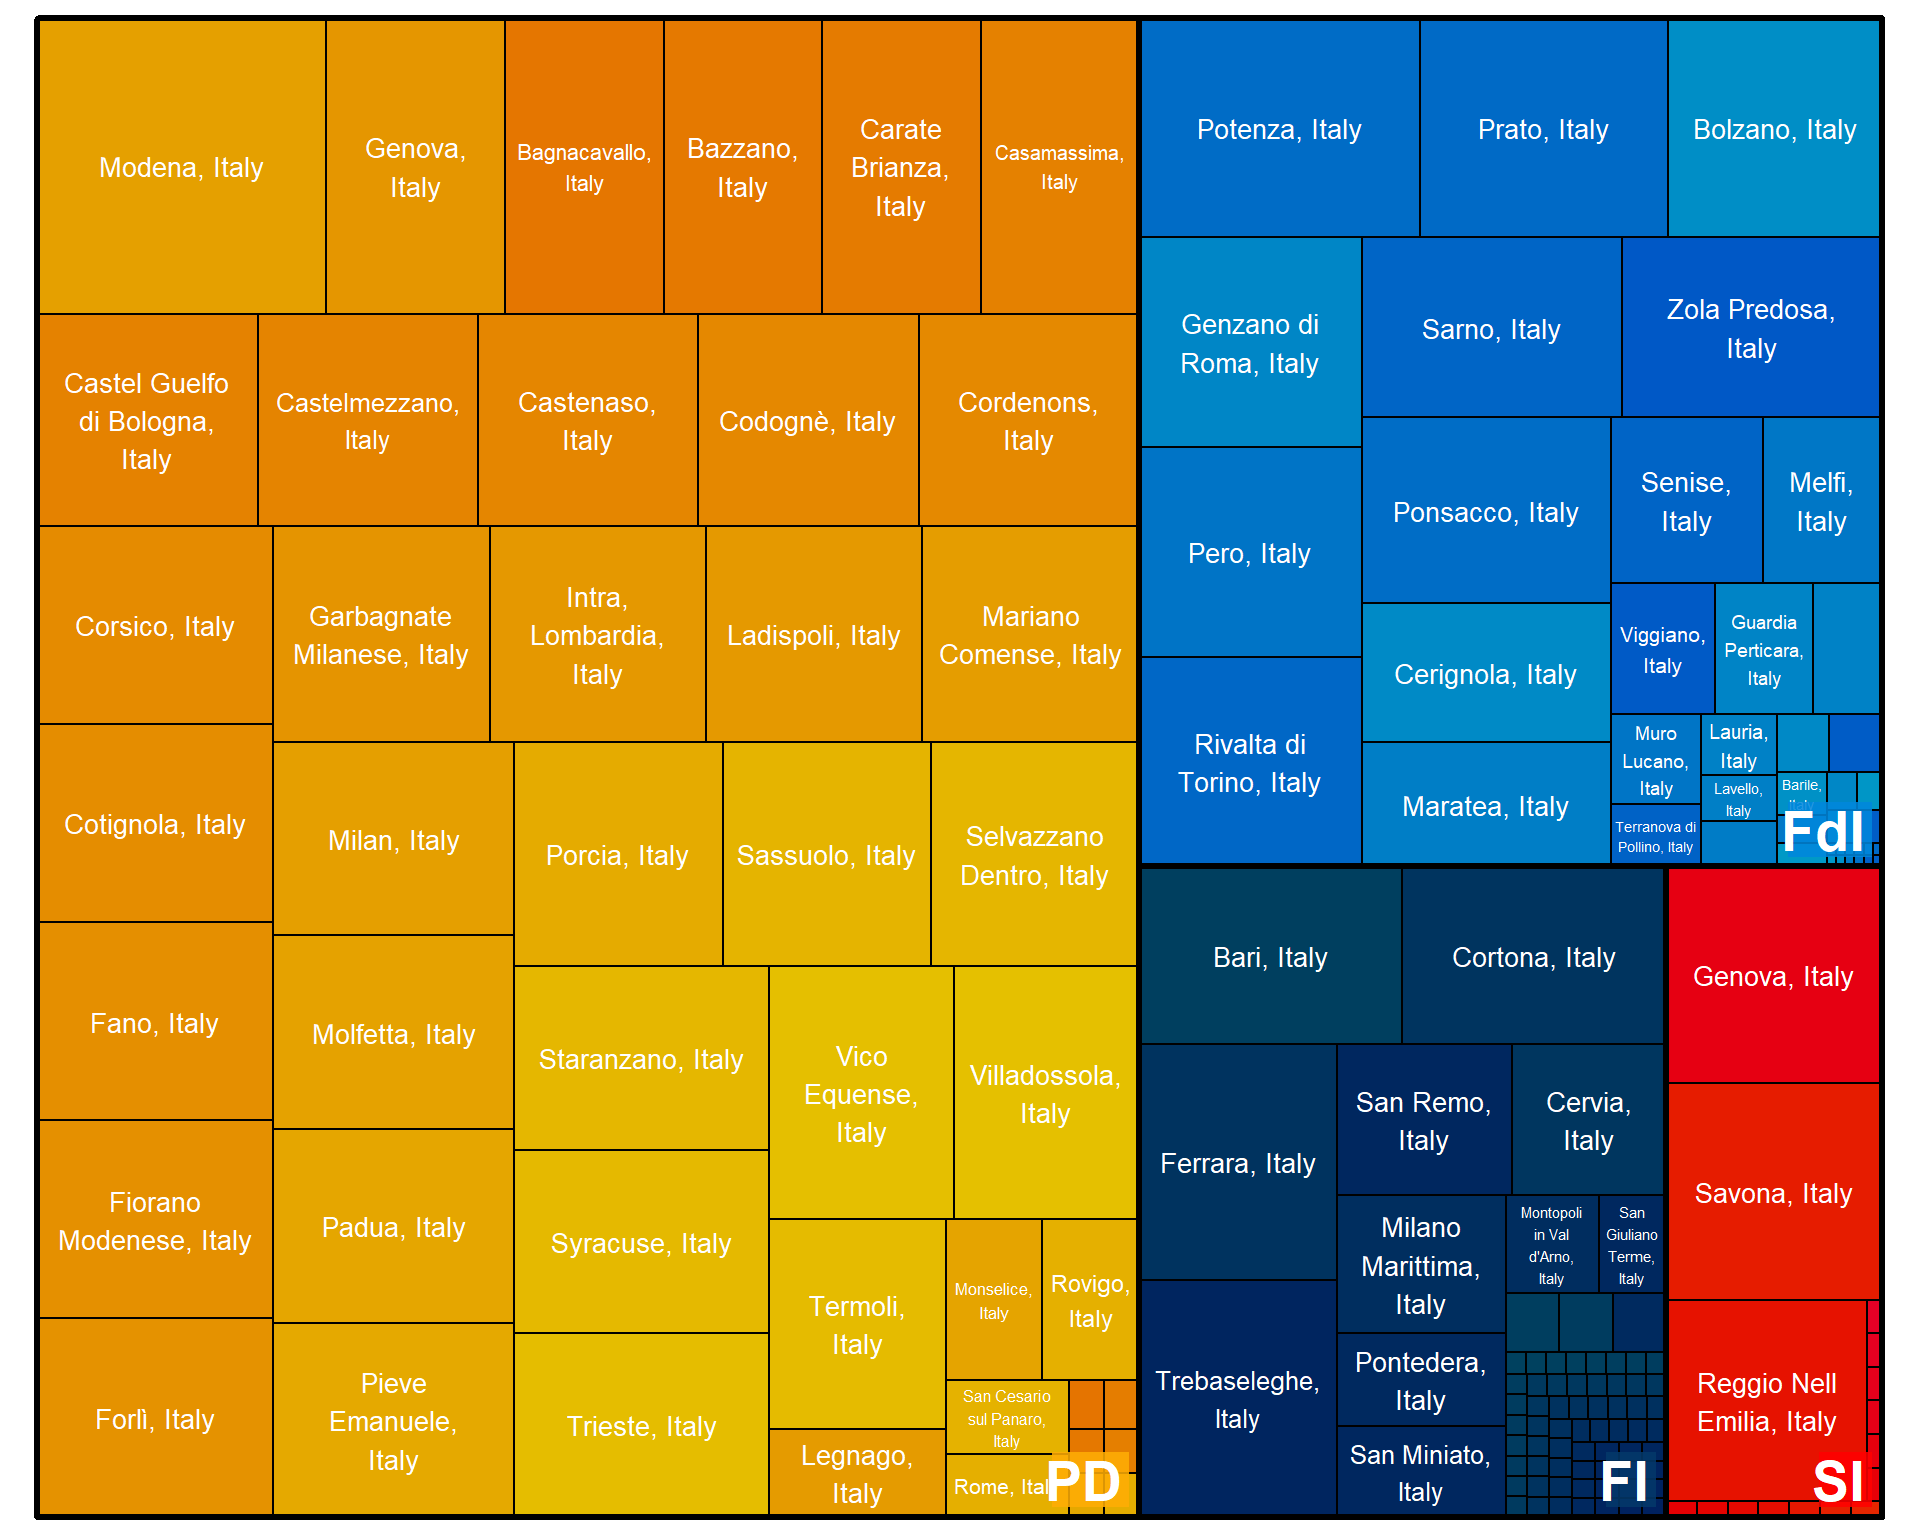 Modena, Italy
Genova,
Italy
Bagnacavallo,
Italy
Bazzano,
Italy
Carate
Brianza,
Italy
Casamassima,
Italy
Castel Guelfo
di Bologna,
Italy
Castelmezzano,
Italy
Castenaso,
Italy
Codognè, Italy
Cordenons,
Italy
Corsico, Italy
Garbagnate
Milanese, Italy
Intra,
Lombardia,
Italy
Ladispoli, Italy
Mariano
Comense, Italy
Cotignola, Italy
Milan, Italy
Porcia, Italy
Sassuolo, Italy
Selvazzano
Dentro, Italy
Fano, Italy
Molfetta, Italy
Staranzano, Italy
Vico
Equense,
Italy
Villadossola,
Italy
Fiorano
Modenese, Italy
Padua, Italy
Syracuse, Italy
Termoli,
Italy
Monselice,
Italy
Rovigo,
Italy
Forlì, Italy
Pieve
Emanuele,
Italy
Trieste, Italy
Legnago,
Italy
San Cesario
sul Panaro,
Italy
Rome, Ital
PD
Potenza, Italy
Prato, Italy
Bolzano, Italy
Genzano di
Roma, Italy
Sarno, Italy
Zola Predosa,
Italy
Pero, Italy
Ponsacco, Italy
Senise,
Italy
Melfi,
Italy
Viggiano,
Italy
Guardia
Perticara,
Italy
Cerignola, Italy
Rivalta di
Torino, Italy
Maratea, Italy
Muro
Lucano,
Italy
Lauria,
Italy
Lavello,
Italy
Barile,
Italy
Terranova di
Pollino, Italy
FdI
Bari, Italy
Cortona, Italy
Ferrara, Italy
San Remo,
Italy
Cervia,
Italy
Milano
Marittima,
Italy
Montopoli
in Val
d'Arno,
Italy
San
Giuliano
Terme,
Italy
Trebaseleghe,
Italy
Pontedera,
Italy
San Miniato,
Italy
FI
Genova, Italy
Savona, Italy
Reggio Nell
Emilia, Italy
SI